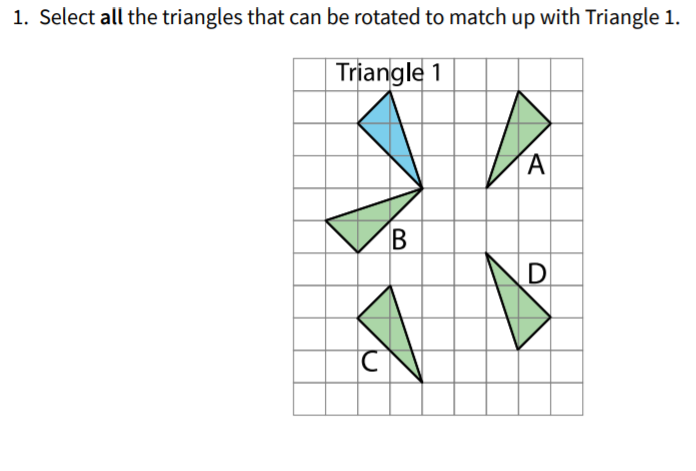 1. Select all the triangles that can be rotated to match up with Triangle 1.
Triangle 1
A
B
D
C